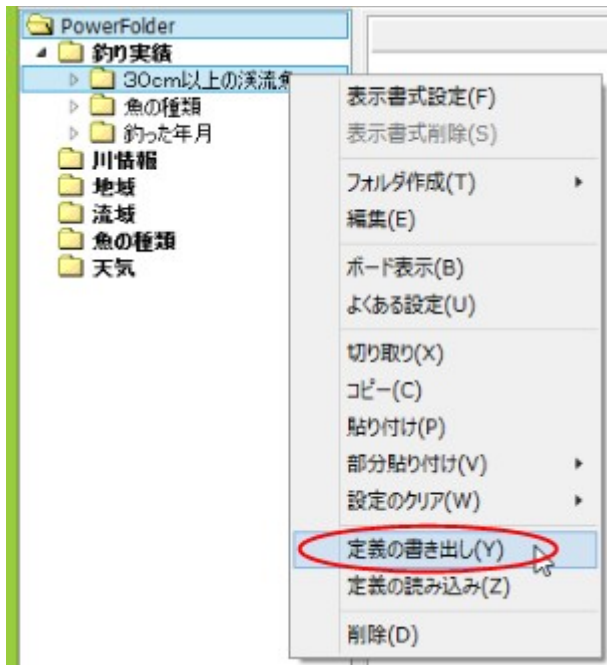 PowerFolder
釣り実績
30cm以上の渓流魚
魚の種類
釣った年月
川情報
地域
流域
魚の種類
天気
表示書式設定(F)
表示書式削除(S)
フォルダ作成(T)
編集(E)
ボード表示(B)
よくある設定(U)
切り取り(X)
コピー(C)
貼り付け(P)
部分貼り付け(V)
設定のクリア(W)
定義の書き出し(Y)
定義の読み込み(Z)
削除(D)